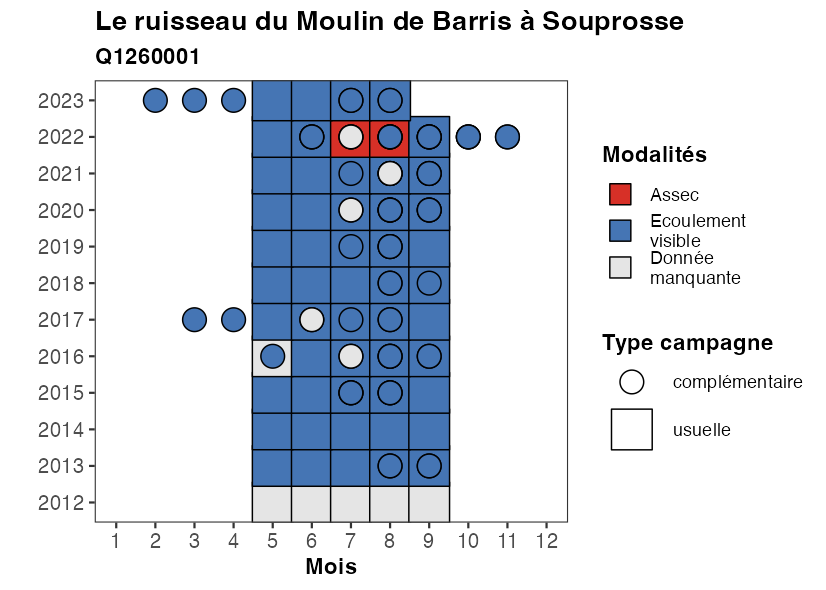 Le ruisseau du Moulin de Barris à Souprosse
Q1260001
2023
2022
2021
2020
2019
2018
2017
2016
2015
2014
2013
2012
1 2 3 4 5 6 7 8 9 10 11 12
Mois
Modalités
Assec
Ecoulement
visible
Donnée
manquante
Type campagne
complémentaire
usuelle